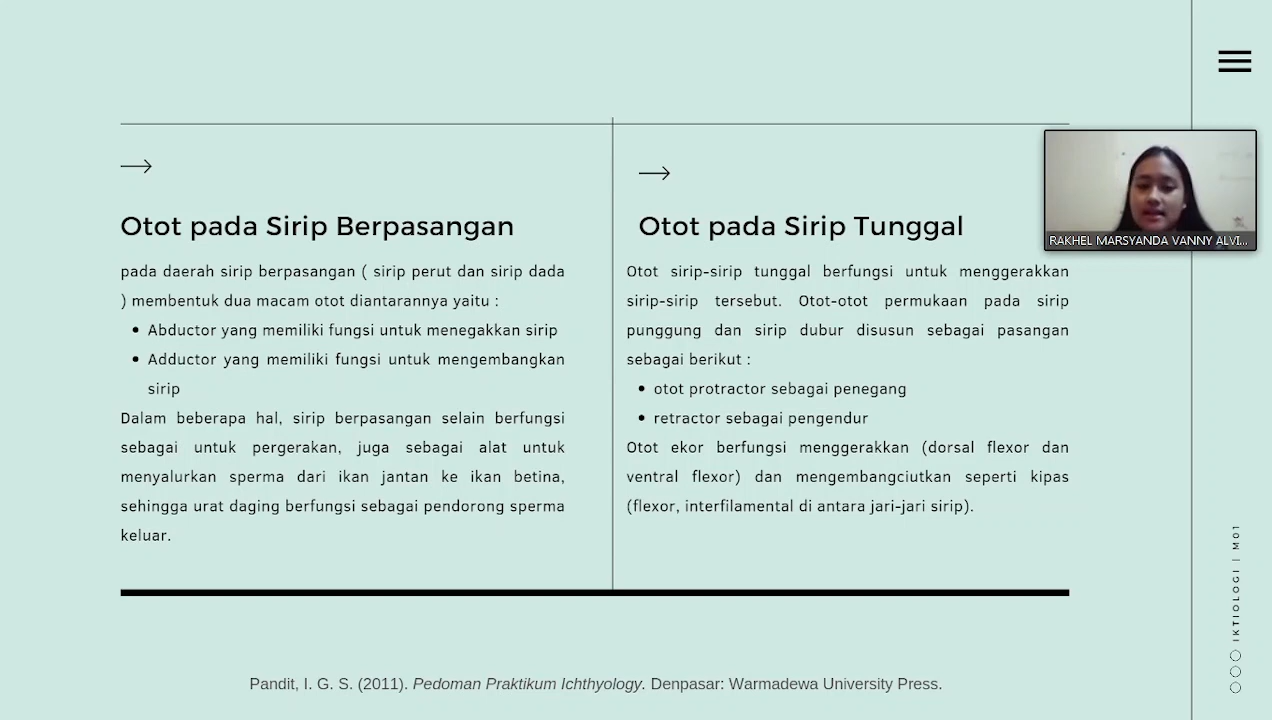 Otot pada Sirip Berpasangan
pada daerah sirip berpasangan ( sirip perut dan sirip dada
) membentuk dua macam otot diantarannya yaitu :
• Abductor yang memiliki fungsi untuk menegakkan sirip
• Adductor yang memiliki fungsi untuk mengembangkan
sirip
Dalam beberapa hal, sirip berpasangan selain berfungsi
sebagai untuk pergerakan, juga sebagai alat untuk
menyalurkan sperma dari ikan jantan ke ikan betina,
sehingga urat daging berfungsi sebagai pendorong sperma
keluar.
Otot pada Sirip Tunggal
Otot sirip-sirip tunggal berfungsi untuk menggerakkan
sirip-sirip tersebut. Otot-otot permukaan pada sirip
punggung dan sirip dubur disusun sebagai pasangan
sebagai berikut :
• otot protractor sebagai penegang
• retractor sebagai pengendur
Otot ekor berfungsi menggerakkan (dorsal flexor dan
ventral flexor) dan mengembangciutkan seperti kipas
(flexor, interfilamental di antara jari-jari sirip).
RAKHEL MARSYANDA VANNY ALVI...
IKTIOLOGI | M01
Pandit, I. G. S. (2011). Pedoman Praktikum Ichthyology. Denpasar: Warmadewa University Press.